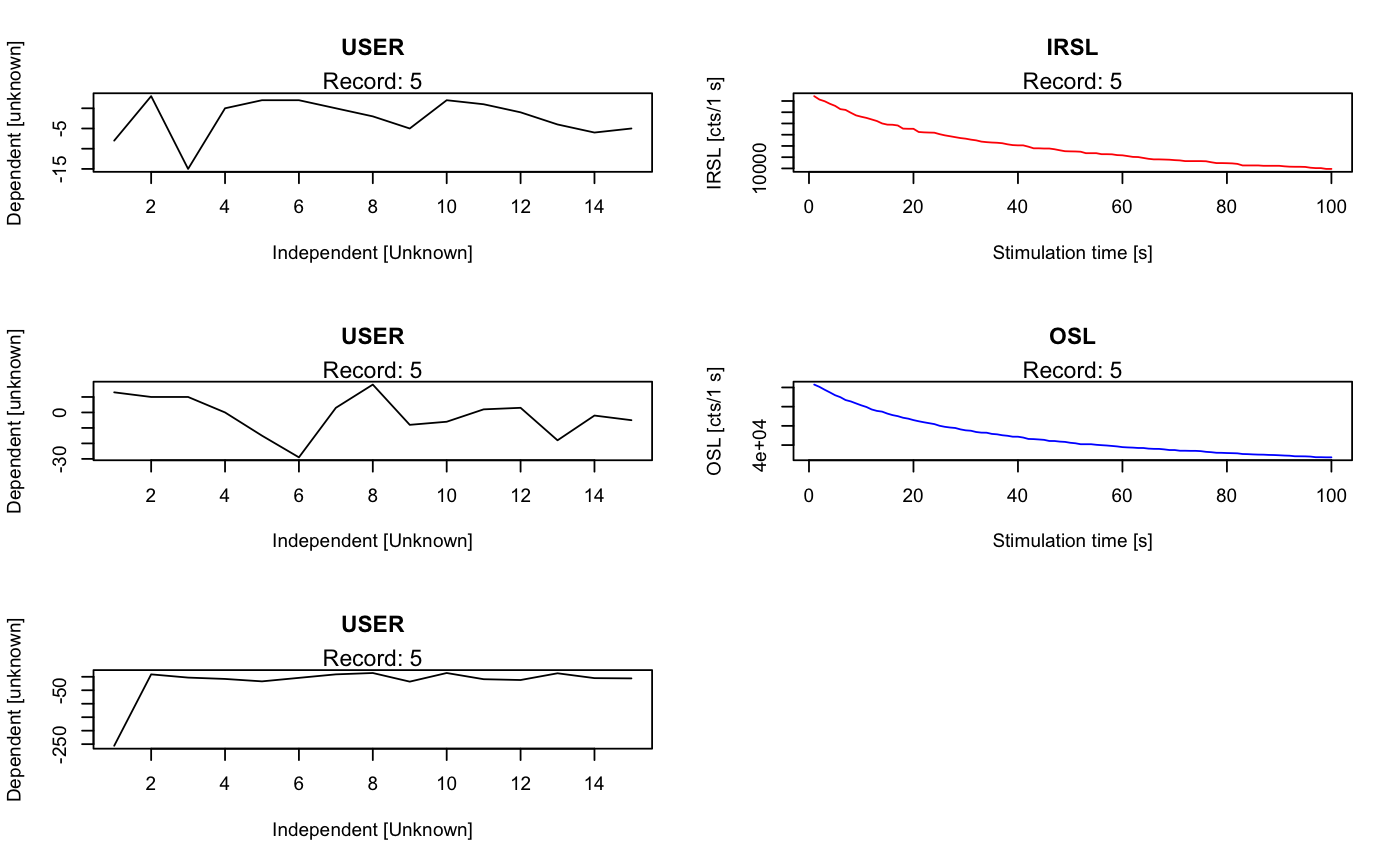 USER
Record: 5
Dependent [unknown]
-5
-15
2 4 6 8 10 12 14
Independent [Unknown]
IRSL
Record: 5
IRSL [cts/1 s]
10000
0 20 40 60 80 100
Stimulation time [s]
USER
Record: 5
Dependent [unknown]
0
-30
2 4 6 8 10 12 14
Independent [Unknown]
OSL
Record: 5
OSL [cts/1 s]
4e+04
0 20 40 60 80 100
Stimulation time [s]
USER
Record: 5
Dependent [unknown]
-50
-250
2 4 6 8 10 12 14
Independent [Unknown]